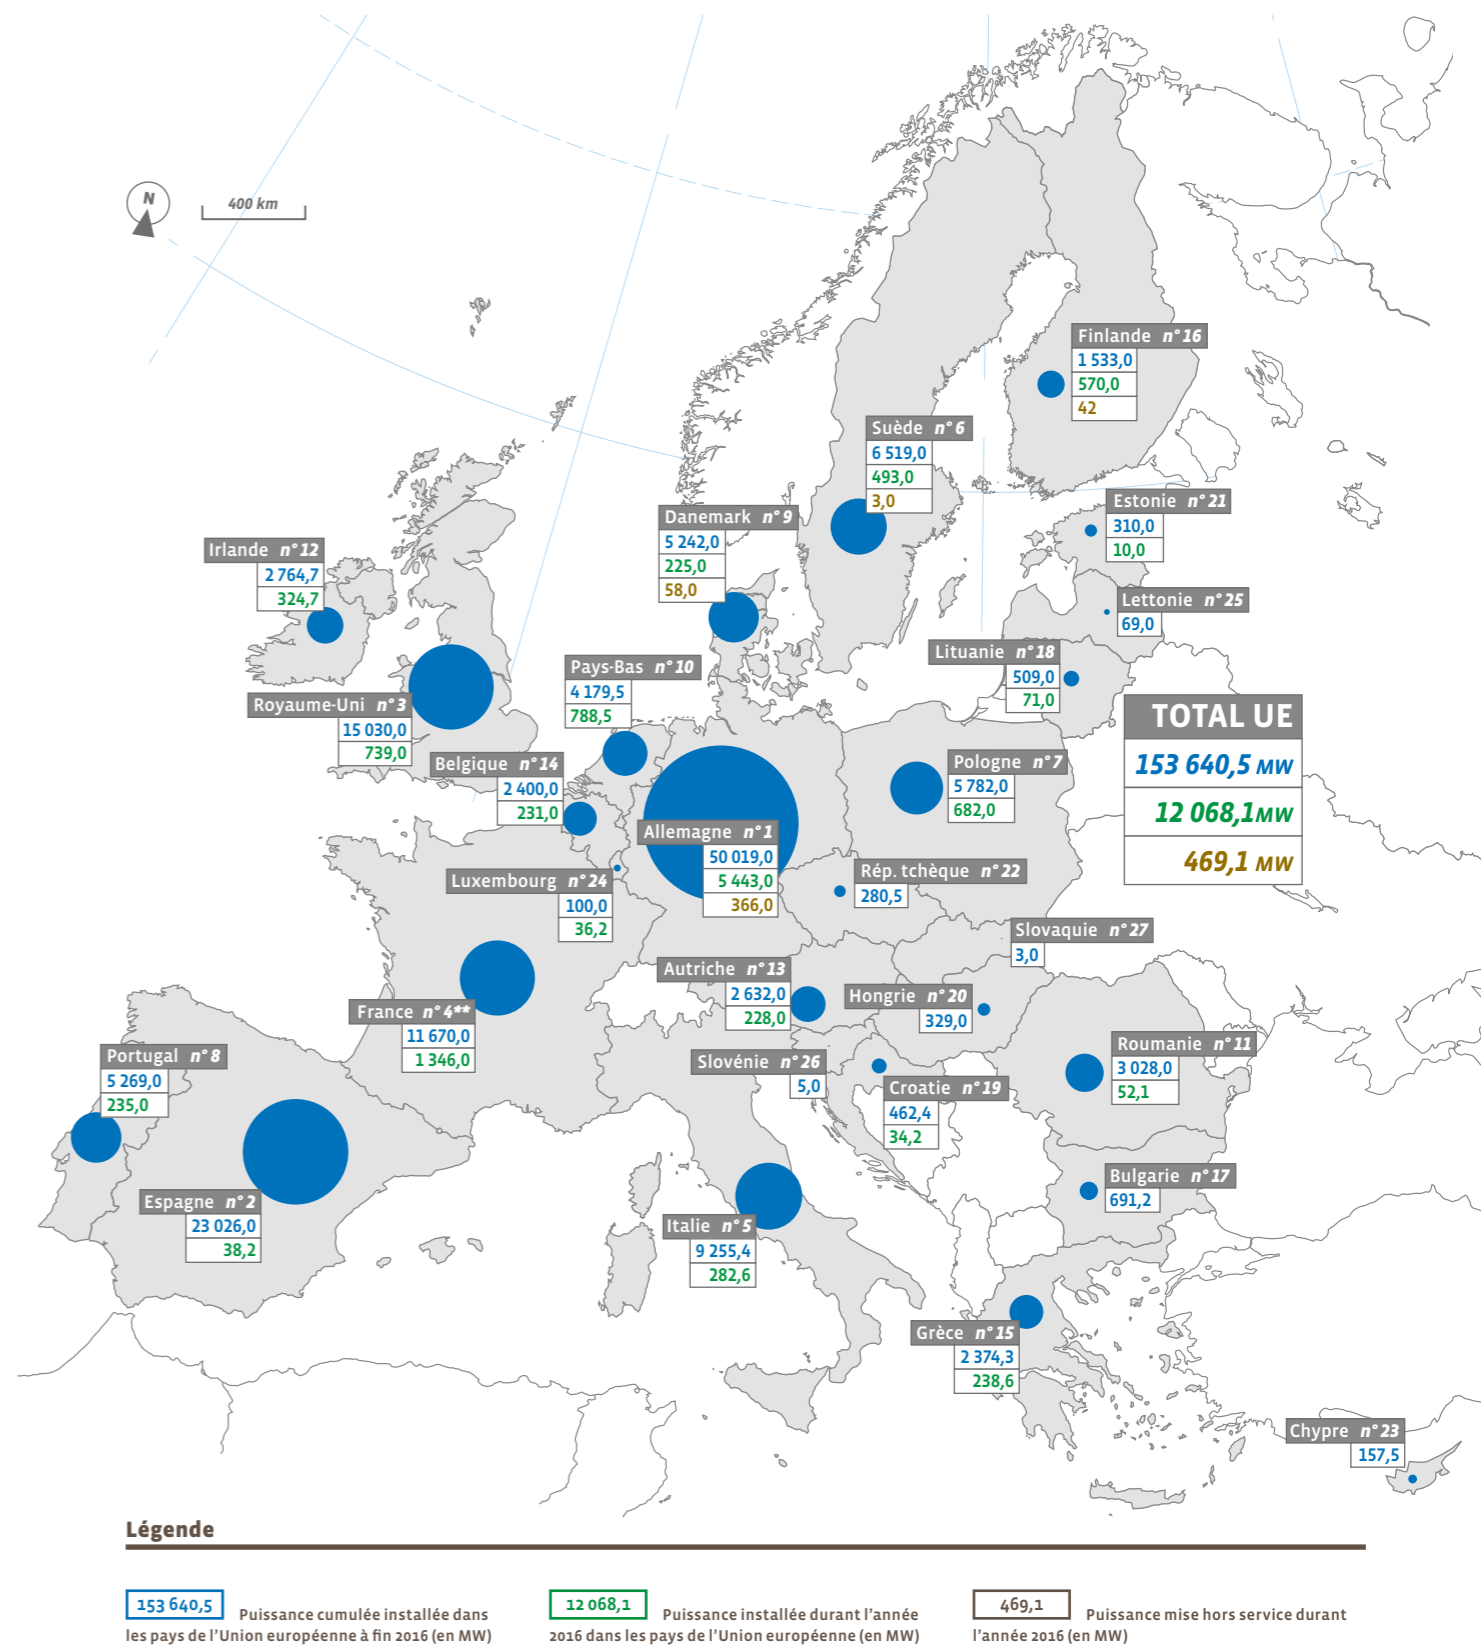 N
400 km
Finlande n° 16
1 533,0
570,0
42
Suède n° 6
6 519,0
493,0
3,0
Estonie n° 21
310,0
10,0
Danemark n° 9
5 242,0
225,0
58,0
Irlande n° 12
2 764,7
324,7
Lettonie n° 25
69,0
Lituanie n° 18
509,0
71,0
Pays-Bas n° 10
4 179,5
788,5
Royaume-Uni n° 3
15 030,0
739,0
TOTAL UE
153 640,5 MW
12 068,1 MW
469,1 MW
Belgique n° 14
2 400,0
231,0
Pologne n° 7
5 782,0
682,0
Allemagne n° 1
50 019,0
5 443,0
366,0
Luxembourg n° 24
100,0
36,2
Rép. tchèque n° 22
280,5
Slovaquie n° 27
3,0
Autriche n° 13
2 632,0
228,0
Hongrie n° 20
329,0
France n° 4**
11 670,0
1 346,0
Roumanie n° 11
3 028,0
52,1
Portugal n° 8
5 269,0
235,0
Slovénie n° 26
5,0
Croatie n° 19
462,4
34,2
Bulgarie n° 17
691,2
Espagne n° 2
23 026,0
38,2
Italie n° 5
9 255,4
282,6
Grèce n° 15
2 374,3
238,6
Chypre n° 23
157,5
Légende
153 640,5 Puissance cumulée installée dans
les pays de l'Union européenne à fin 2016 (en MW)
12 068,1 Puissance installée durant l'année
2016 dans les pays de l'Union européenne (en MW)
469,1 Puissance mise hors service durant
l'année 2016 (en MW)